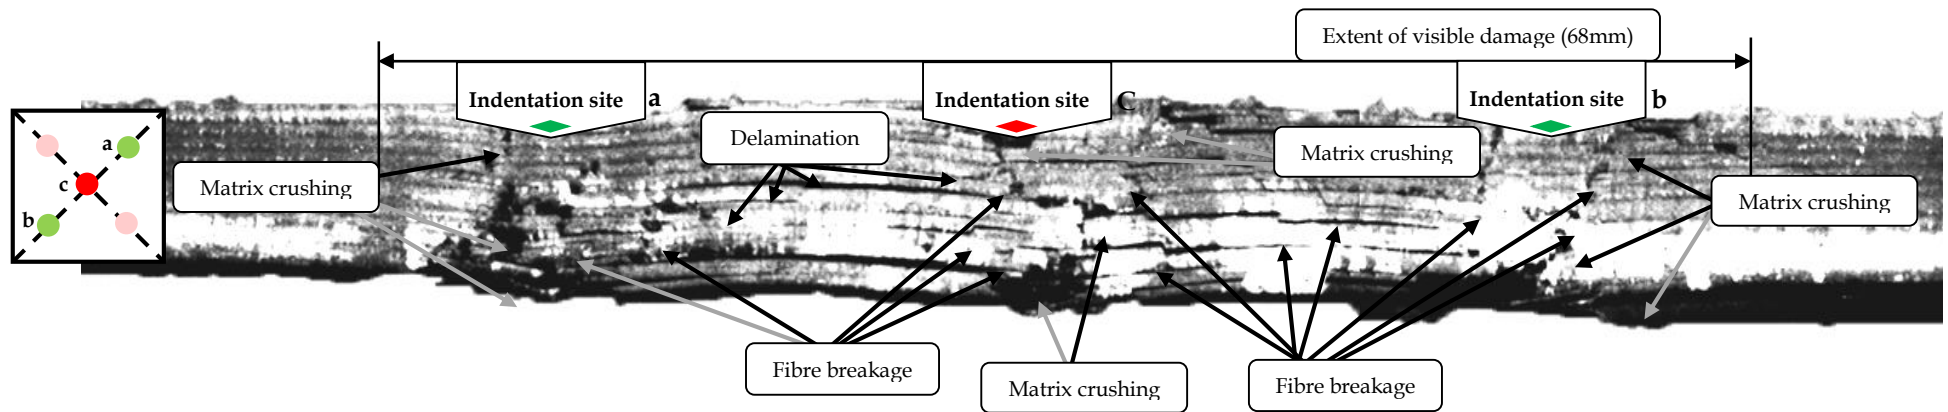 Extent of visible damage (68mm)
Indentation site a
Indentation site C
Indentation site b
a
c
b
Delamination
Matrix crushing
Matrix crushing
Matrix crushing
Fibre breakage
Matrix crushing
Fibre breakage